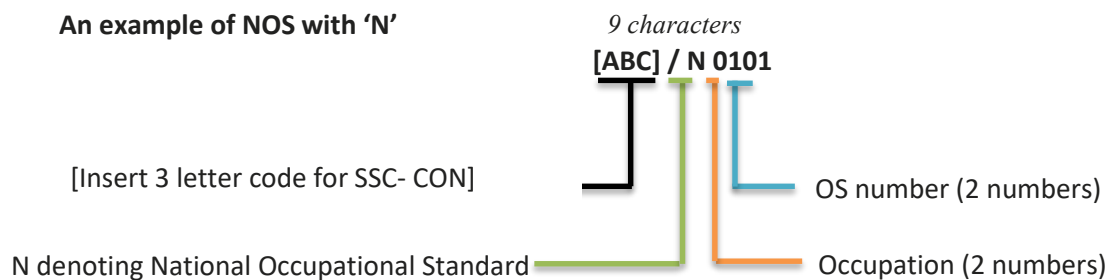 An example of NOS with ‘N’
9 characters
[ABC] / N 0101
[Insert 3 letter code for SSC- CON]
OS number (2 numbers)
N denoting National Occupational Standard
Occupation (2 numbers)